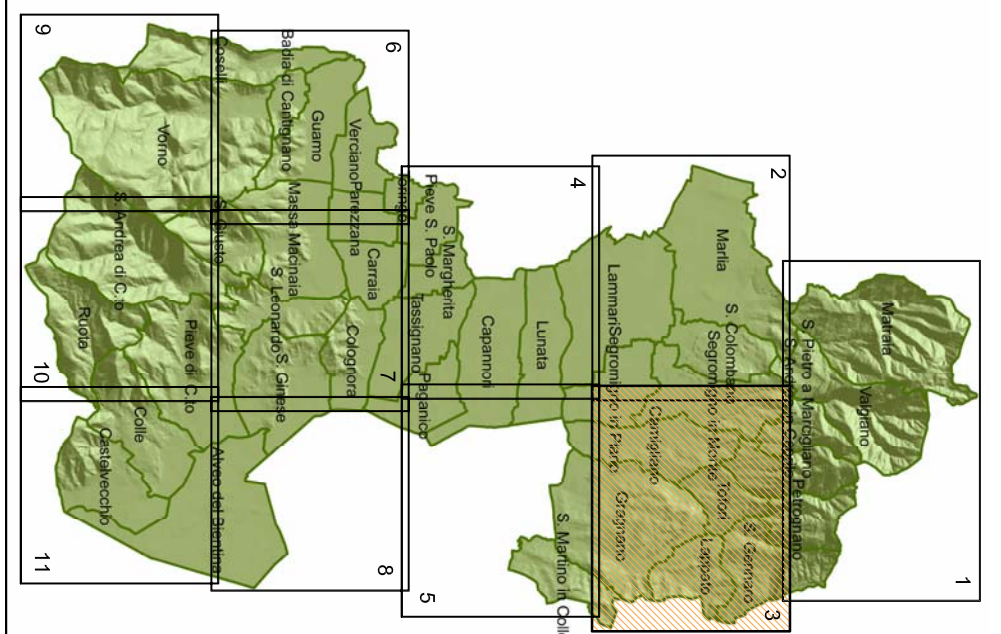 1
Matraia
Valgiano
S. Pietro a Marcigliano
Petrognano
2
Marlia
S. Colombano
Segromigno in Monte
Tofori
S. Gennaro
3
Lammari
Segromigno in Piano
Camigliano
Gragnano
Lappato
4
Lunata
Capannori
S. Margherita
Pieve S. Paolo
Tassignano
Paganico
S. Martino in Coll
5
6
Toringo
Verciano
Parezzana
Carraia
Guamo
Badia di Cantignano
Massa Macinaia
S. Leonardo
Colognora
7
S. Ginese
8
9
Coselli
Vorno
S. Giusto
S. Andrea di C.to
Pieve di C.to
Ruota
10
Colle
Castelvecchio
Alveo del Bientina
11